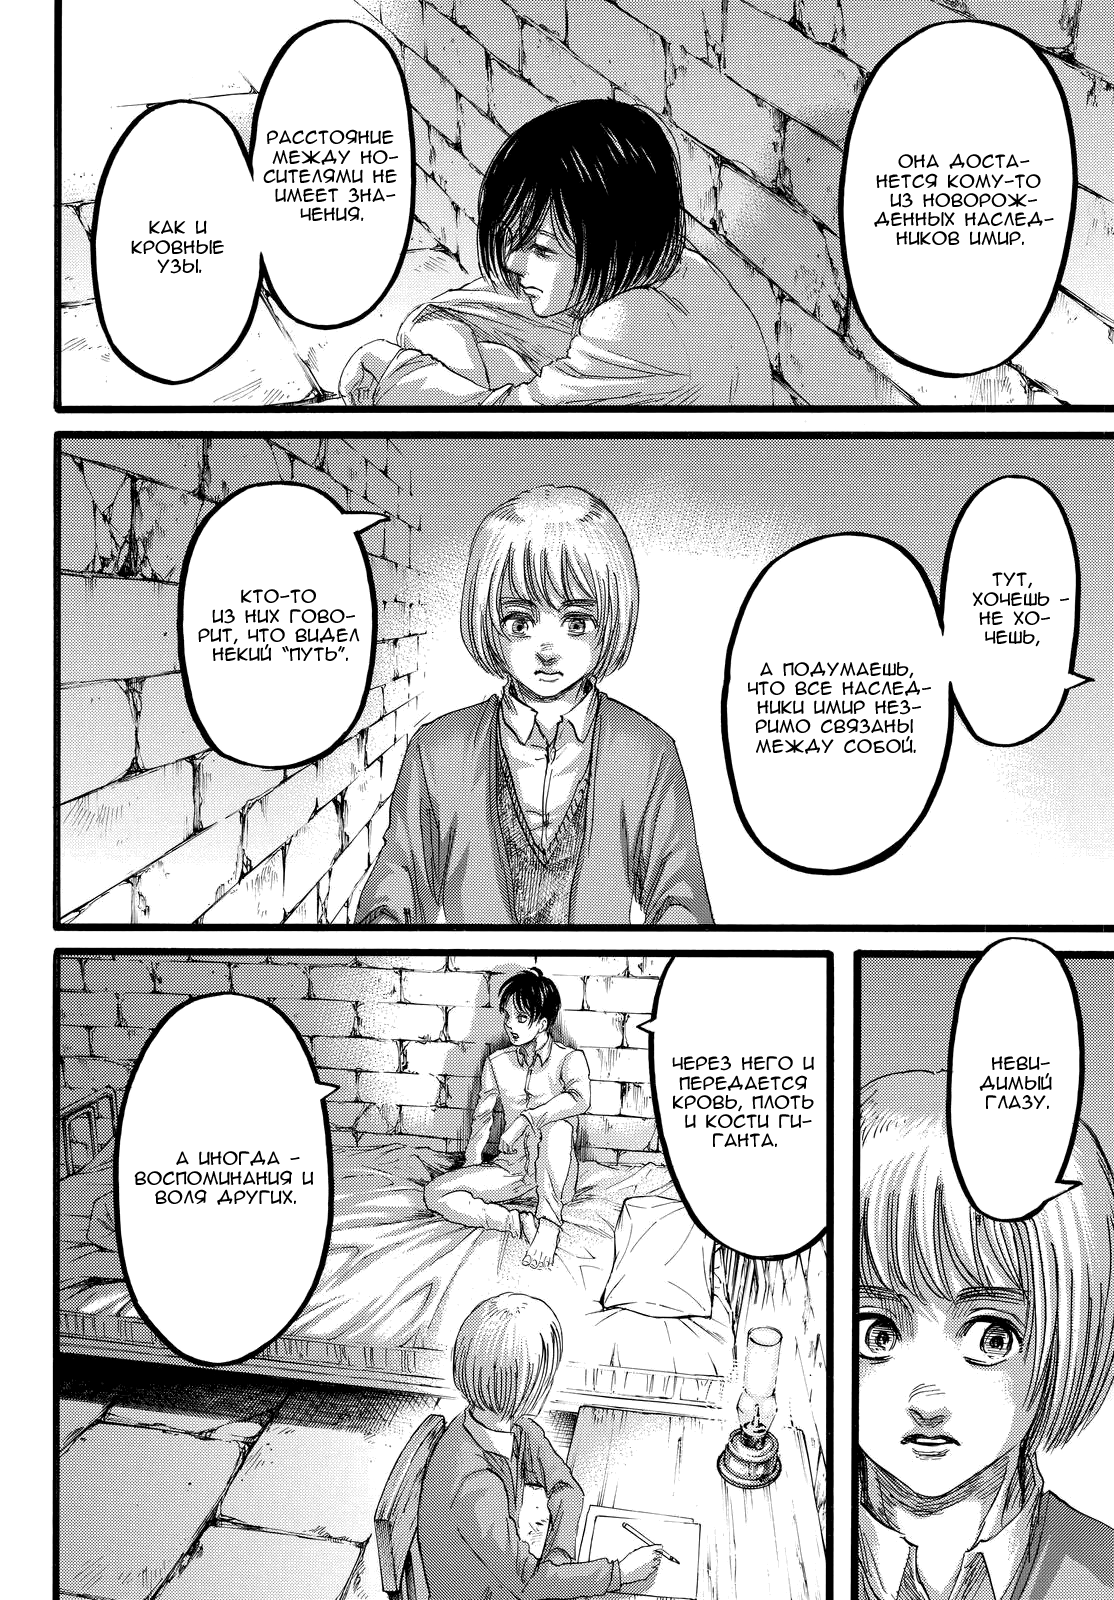 ОНА ДОСТА-
НЕТСЯ КОМУ-ТО
ИЗ НОВОРОЖ-
ДЕННЫХ НАСЛЕД-
НИКОВ ИМИР.
РАССТОЯНИЕ
МЕЖДУ НО-
СИТЕЛЯМИ НЕ
ИМЕЕТ ЗНА-
ЧЕНИЯ.
КАК И
КРОВНЫЕ
УЗЫ.
ТУТ,
ХОЧЕШЬ -
НЕ ХО-
ЧЕШЬ,
А ПОДУМАЕШЬ,
ЧТО ВСЕ НАСЛЕД-
НИКИ ИМИР НЕЗ-
РИМО СВЯЗАНЫ
МЕЖДУ СОБОЙ.
КТО-ТО
ИЗ НИХ ГОВО-
РИТ, ЧТО ВИДЕЛ
НЕКИЙ "ПУТЬ".
НЕВИ-
ДИМЫЙ
ГЛАЗУ.
ЧЕРЕЗ НЕГО И
ПЕРЕДАЕТСЯ
КРОВЬ, ПЛОТЬ
И КОСТИ ГИ-
ГАНТА.
А ИНОГДА -
ВОСПОМИНАНИЯ И
ВОЛЯ ДРУГИХ.